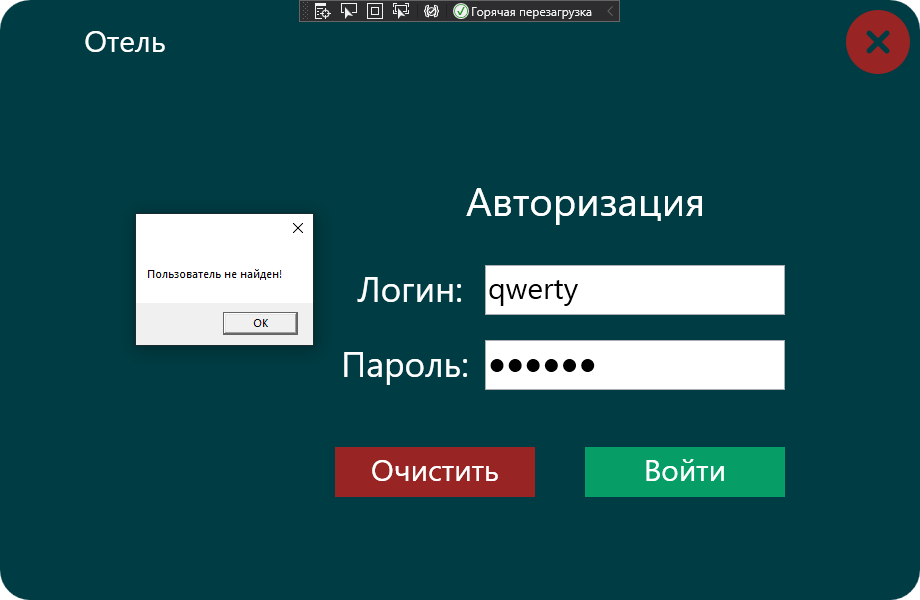 Горячая перезагрузка
Отель
Авторизация
Пользователь не найден!
OK
Логин: qwerty
Пароль: ●●●●●●
Очистить
Войти